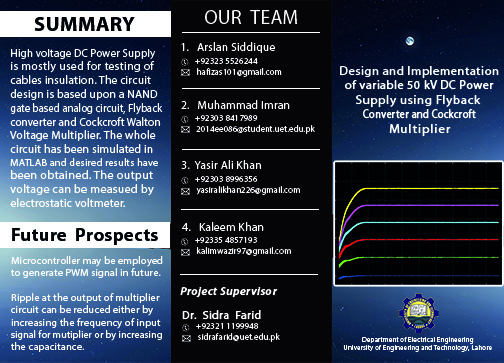 SUMMARY
High voltage DC Power Supply
is mostly used for testing of
cables insulation. The circuit
design is based upon a NAND
gate based analog circuit, Flyback
converter and Cockcroft Walton
Voltage Multiplier. The whole
circuit has been simulated in
MATLAB and desired results have
been obtained. The output
voltage can be measued by
electrostatic voltmeter.
Future Prospects
Microcontroller may be employed
to generate PWM signal in future.
Ripple at the output of multiplier
circuit can be reduced either by
increasing the frequency of input
signal for mutiplier or by increasing
the capacitance.
OUR TEAM
1. Arslan Siddique
+92323 5526244
hafizas101@gmail.com
2. Muhammad Imran
+92303 8417989
2014ee086@student.uet.edu.pk
3. Yasir Ali Khan
+92303 8996356
yasiralikhan226@gmail.com
4. Kaleem Khan
+92335 4857193
kalimwazir97@gmail.com
Project Supervisor
Dr. Sidra Farid
+92321 1199948
sidrafarid@uet.edu.pk
Design and Implementation
of variable 50 kV DC Power
Supply using Flyback
Converter and Cockcroft
Multiplier
Department of Electrical Engineering
University of Engineering and Technology, Lahore